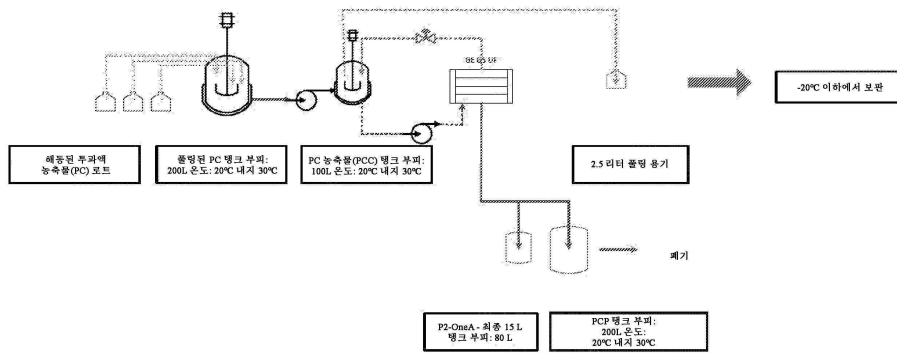 GE GS UF
-20℃ 이하에서 보관
해동된 투과액
농축물(PC) 로트
풀링된 PC 탱크 부피:
200L 온도: 20℃ 내지 30℃
PC 농축물(PCC) 탱크 부피:
100L 온도: 20℃ 내지 30℃
2.5 리터 풀링 용기
폐기
P2-OneA - 최종 15 L
탱크 부피: 80 L
PCP 탱크 부피:
200L 온도:
20℃ 내지 30℃